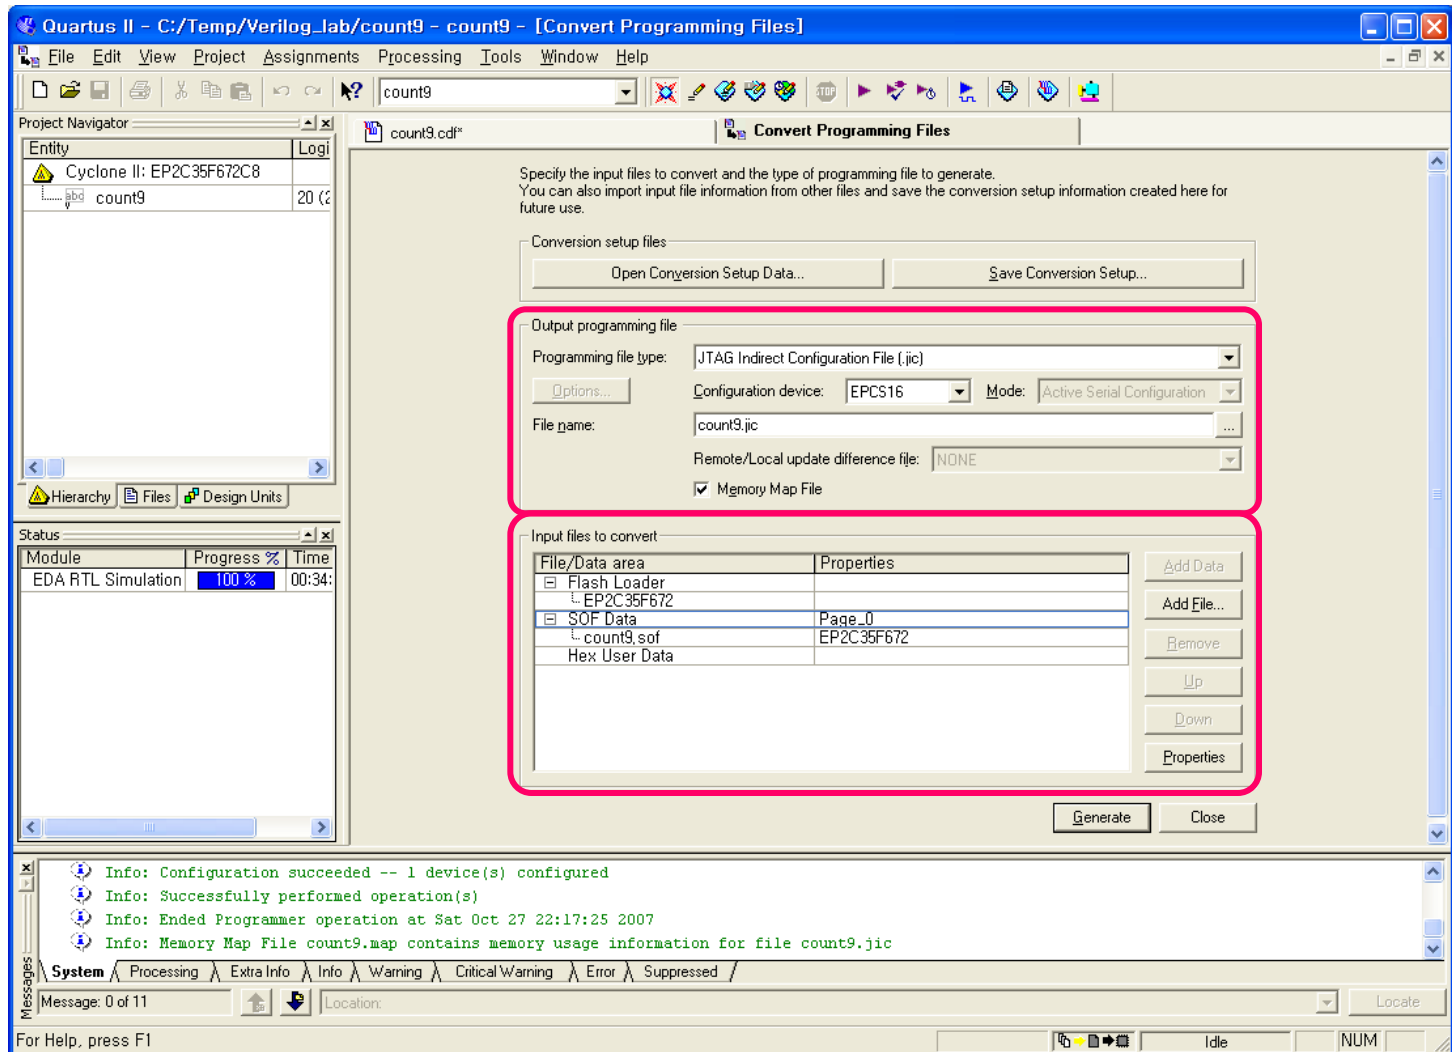 Quartus II - C:/Temp/Verilog_lab/count9 - count9 - [Convert Programming Files]
File Edit View Project Assignments Processing Tools Window Help
count9
Project Navigator
count9.cdf*
Convert Programming Files
Entity
Logi
Cyclone II: EP2C35F672C8
abc count9
20 (2
Hierarchy Files Design Units
Status
Module Progress % Time
EDA RTL Simulation 100 % 00:34:
Specify the input files to convert and the type of programming file to generate.
You can also import input file information from other files and save the conversion setup information created here for
future use.
Conversion setup files
Open Conversion Setup Data... Save Conversion Setup...
Output programming file
Programming file type: JTAG Indirect Configuration File (.jic)
Options... Configuration device: EPCS16 Mode: Active Serial Configuration
File name: count9.jic ...
Remote/Local update difference file: NONE
Memory Map File
Input files to convert
File/Data area Properties
Flash Loader
EP2C35F672
SOF Data Page_0
count9.sof EP2C35F672
Hex User Data
Add Data
Add File...
Remove
Up
Down
Properties
Generate Close
Info: Configuration succeeded -- 1 device(s) configured
Info: Successfully performed operation(s)
Info: Ended Programmer operation at Sat Oct 27 22:17:25 2007
Info: Memory Map File count9.map contains memory usage information for file count9.jic
System Processing Extra Info Info Warning Critical Warning Error Suppressed
Messages
Message: 0 of 11 Location: Locate
For Help, press F1 Idle NUM